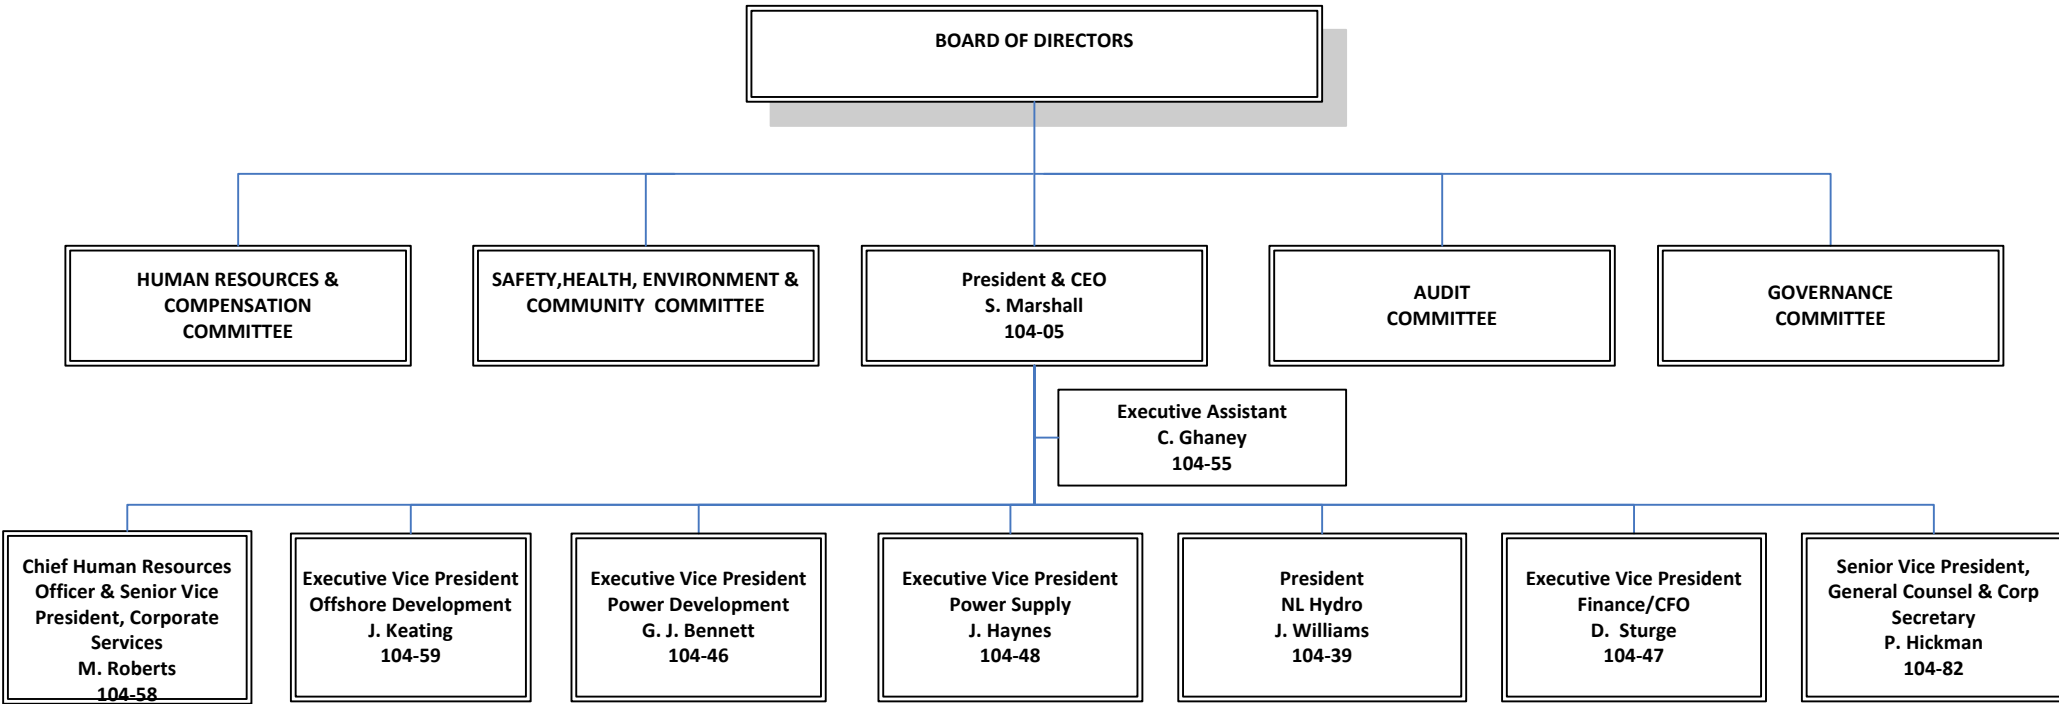 BOARD OF DIRECTORS
HUMAN RESOURCES &
COMPENSATION
COMMITTEE
SAFETY,HEALTH, ENVIRONMENT &
COMMUNITY  COMMITTEE
President & CEO
S. Marshall
104-05
AUDIT
COMMITTEE
GOVERNANCE
COMMITTEE
Executive Assistant
C. Ghaney
104-55
Chief Human Resources
Officer & Senior Vice
President, Corporate
Services
M. Roberts
104-58
Executive Vice President
Offshore Development
J. Keating
104-59
Executive Vice President
Power Development
G. J. Bennett
104-46
Executive Vice President
Power Supply
J. Haynes
104-48
President
NL Hydro
J. Williams
104-39
Executive Vice President
Finance/CFO
D.  Sturge
104-47
Senior Vice President,
General Counsel & Corp
Secretary
P. Hickman
104-82